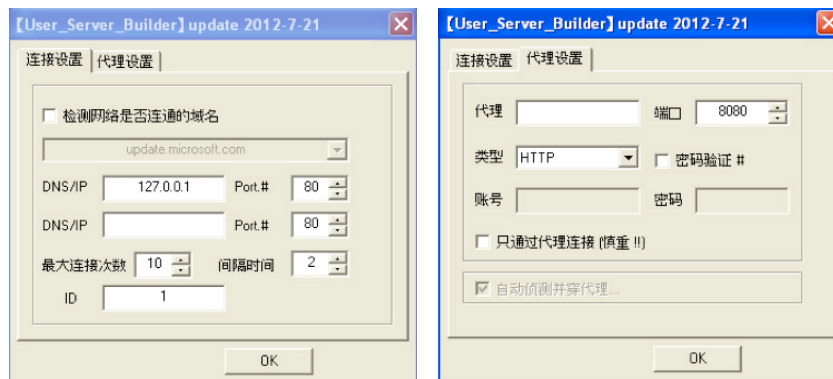 【User_Server_Builder】update 2012-7-21
连接设置 代理设置
检测网络是否连通的域名
update.microsoft.com
DNS/IP 127.0.0.1 Port.# 80
DNS/IP Port.# 80
最大连接次数 10 间隔时间 2
ID 1
OK
【User_Server_Builder】update 2012-7-21
连接设置 代理设置
代理 端口 8080
类型 HTTP 密码验证 #
账号 密码
只通过代理连接 (慎重 !!)
自动侦测并穿代理...
OK